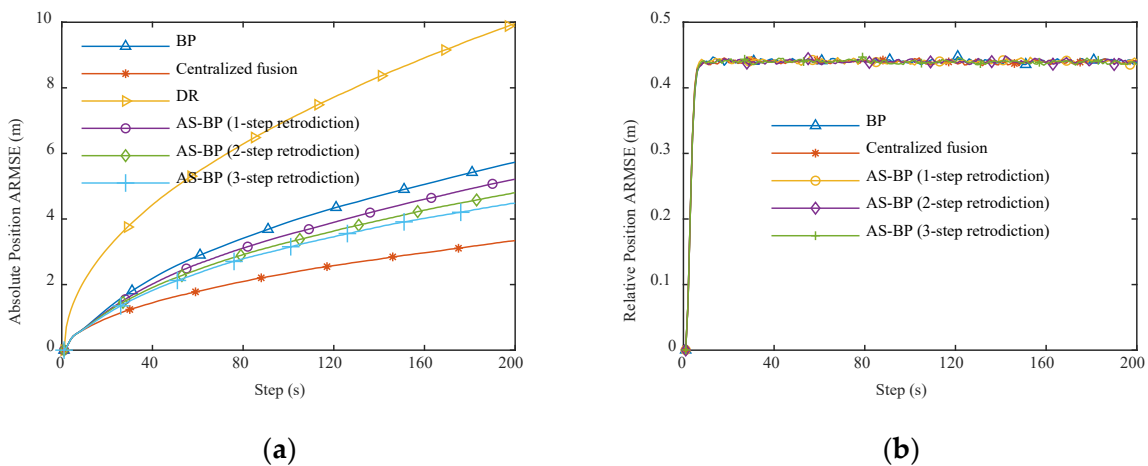 10
8
6
4
2
0
Absolute Position ARMSE (m)
BP
Centralized fusion
DR
AS-BP (1-step retrodiction)
AS-BP (2-step retrodiction)
AS-BP (3-step retrodiction)
0 40 80 120 160 200
Step (s)
(a)
0.5
0.4
0.3
0.2
0.1
0
Relative Position ARMSE (m)
BP
Centralized fusion
AS-BP (1-step retrodiction)
AS-BP (2-step retrodiction)
AS-BP (3-step retrodiction)
0 40 80 120 160 200
Step (s)
(b)